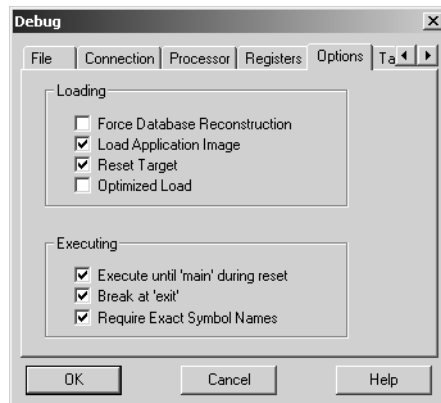 Debug
File Connection Processor Registers Options Ta
Loading
Force Database Reconstruction
Load Application Image
Reset Target
Optimized Load
Executing
Execute until 'main' during reset
Break at 'exit'
Require Exact Symbol Names
OK Cancel Help